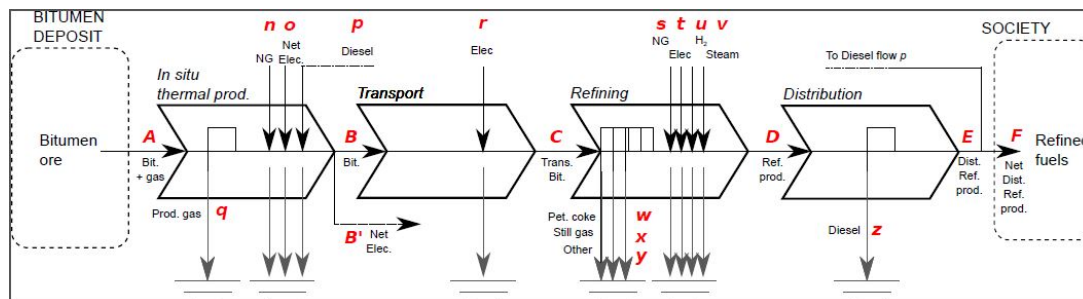 BITUMEN
DEPOSIT
n o p r s t u v
SOCIETY
NG
Net
Elec.
Diesel
Elec
NG
Elec
H₂
Steam
To Diesel flow p
In situ
thermal prod.
Transport
Refining
Distribution
Bitumen
ore
A
Bit.
+ gas
B
Bit.
C
Trans.
Bit.
D
Ref.
prod.
E
Dist.
Ref.
prod.
F
Net
Dist.
Ref.
prod.
Refined
fuels
Prod. gas
q
B'
Net
Elec.
Pet. coke
Still gas
Other
w
x
y
Diesel
z